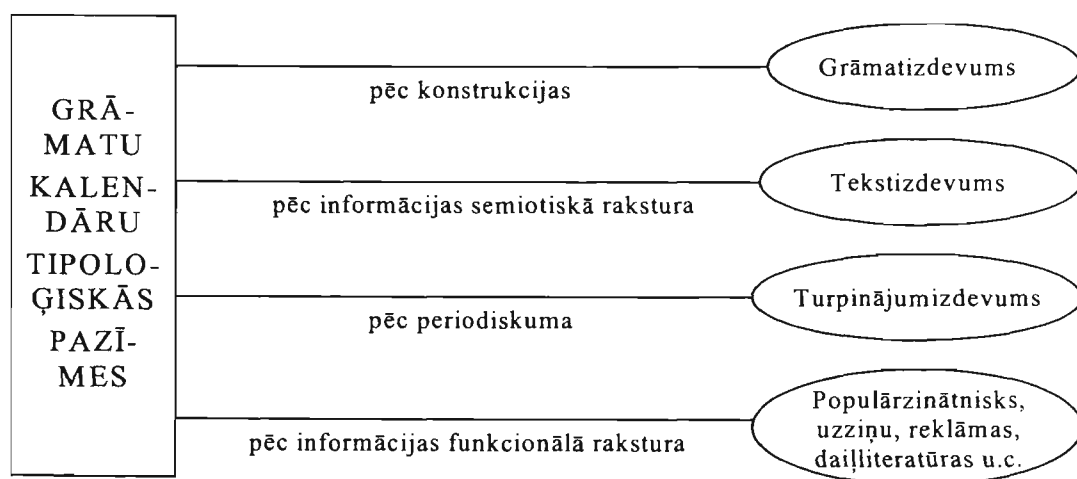 GRĀ-
MATU
KALEN-
DĀRU
TIPOLO-
ĢISKĀS
PAZĪ-
MES
pēc konstrukcijas
Grāmatizdevums
pēc informācijas semiotiskā rakstura
Tekstizdevums
pēc periodiskuma
Turpinājumizdevums
pēc informācijas funkcionālā rakstura
Populārzinātnisks,
uzziņu, reklāmas,
daiļliteratūras u.c.